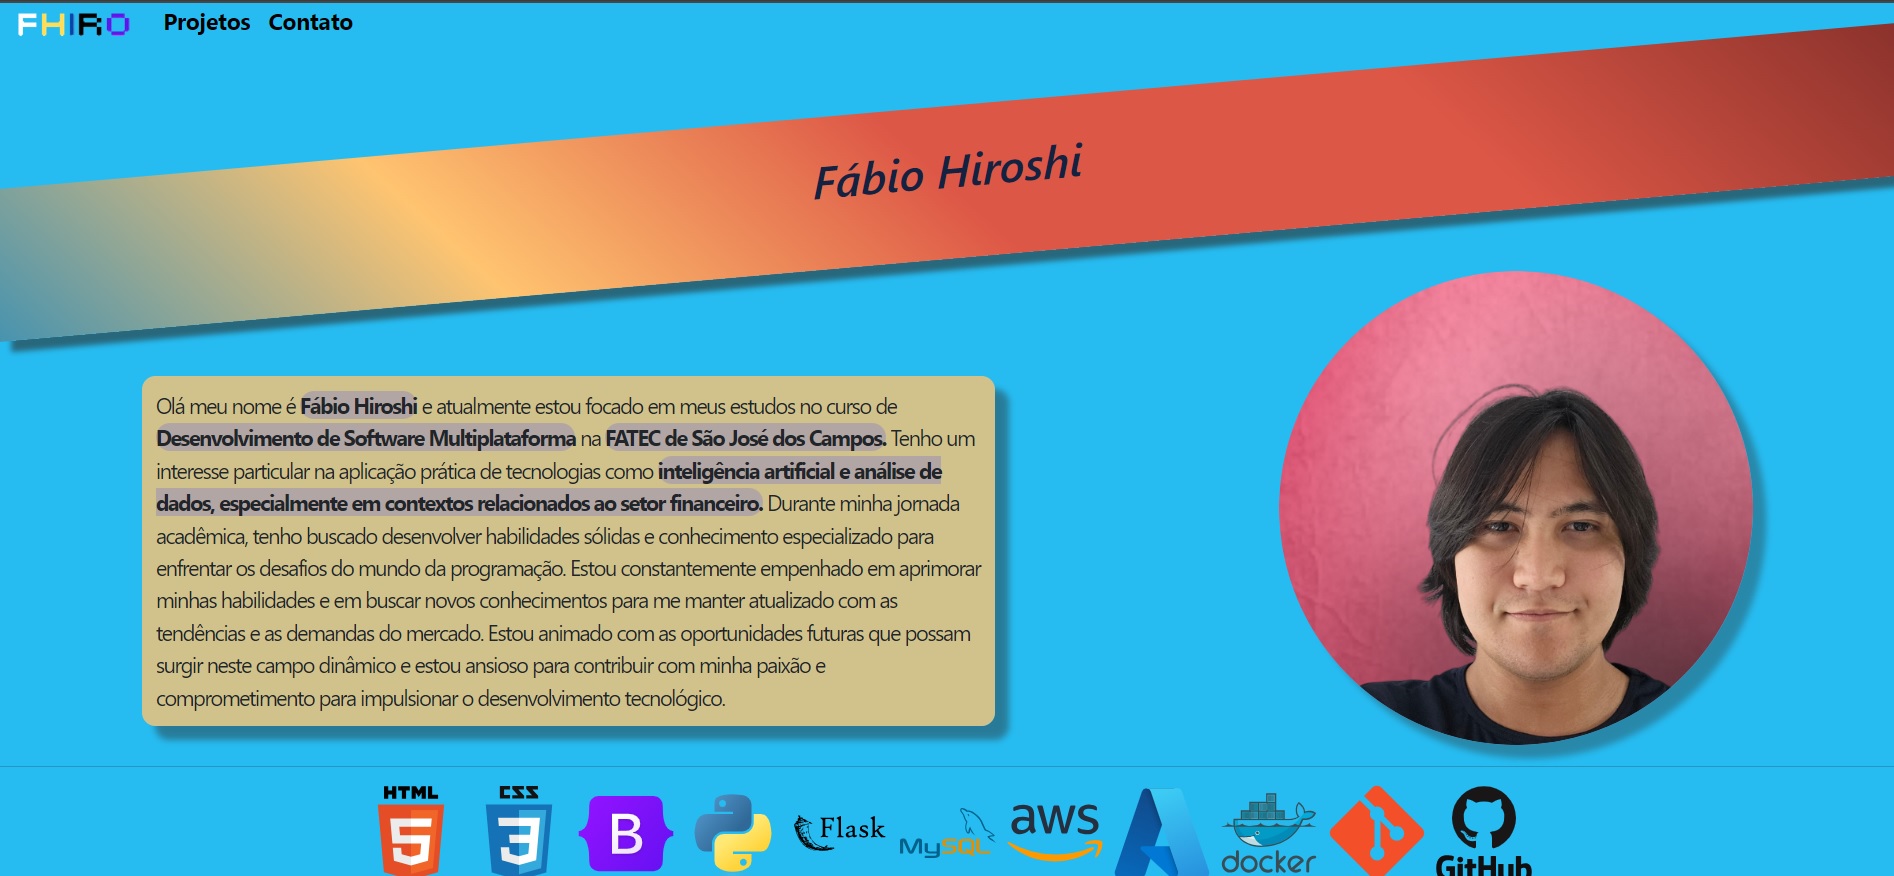 FHIRO Projetos Contato
Fábio Hiroshi
Olá meu nome é Fábio Hiroshi e atualmente estou focado em meus estudos no curso de
Desenvolvimento de Software Multiplataforma na FATEC de São José dos Campos. Tenho um
interesse particular na aplicação prática de tecnologias como inteligência artificial e análise de
dados, especialmente em contextos relacionados ao setor financeiro. Durante minha jornada
acadêmica, tenho buscado desenvolver habilidades sólidas e conhecimento especializado para
enfrentar os desafios do mundo da programação. Estou constantemente empenhado em aprimorar
minhas habilidades e em buscar novos conhecimentos para me manter atualizado com as
tendências e as demandas do mercado. Estou animado com as oportunidades futuras que possam
surgir neste campo dinâmico e estou ansioso para contribuir com minha paixão e
comprometimento para impulsionar o desenvolvimento tecnológico.
HTML
5
CSS
3
B
Flask
MySQL
aws
docker
GitHub